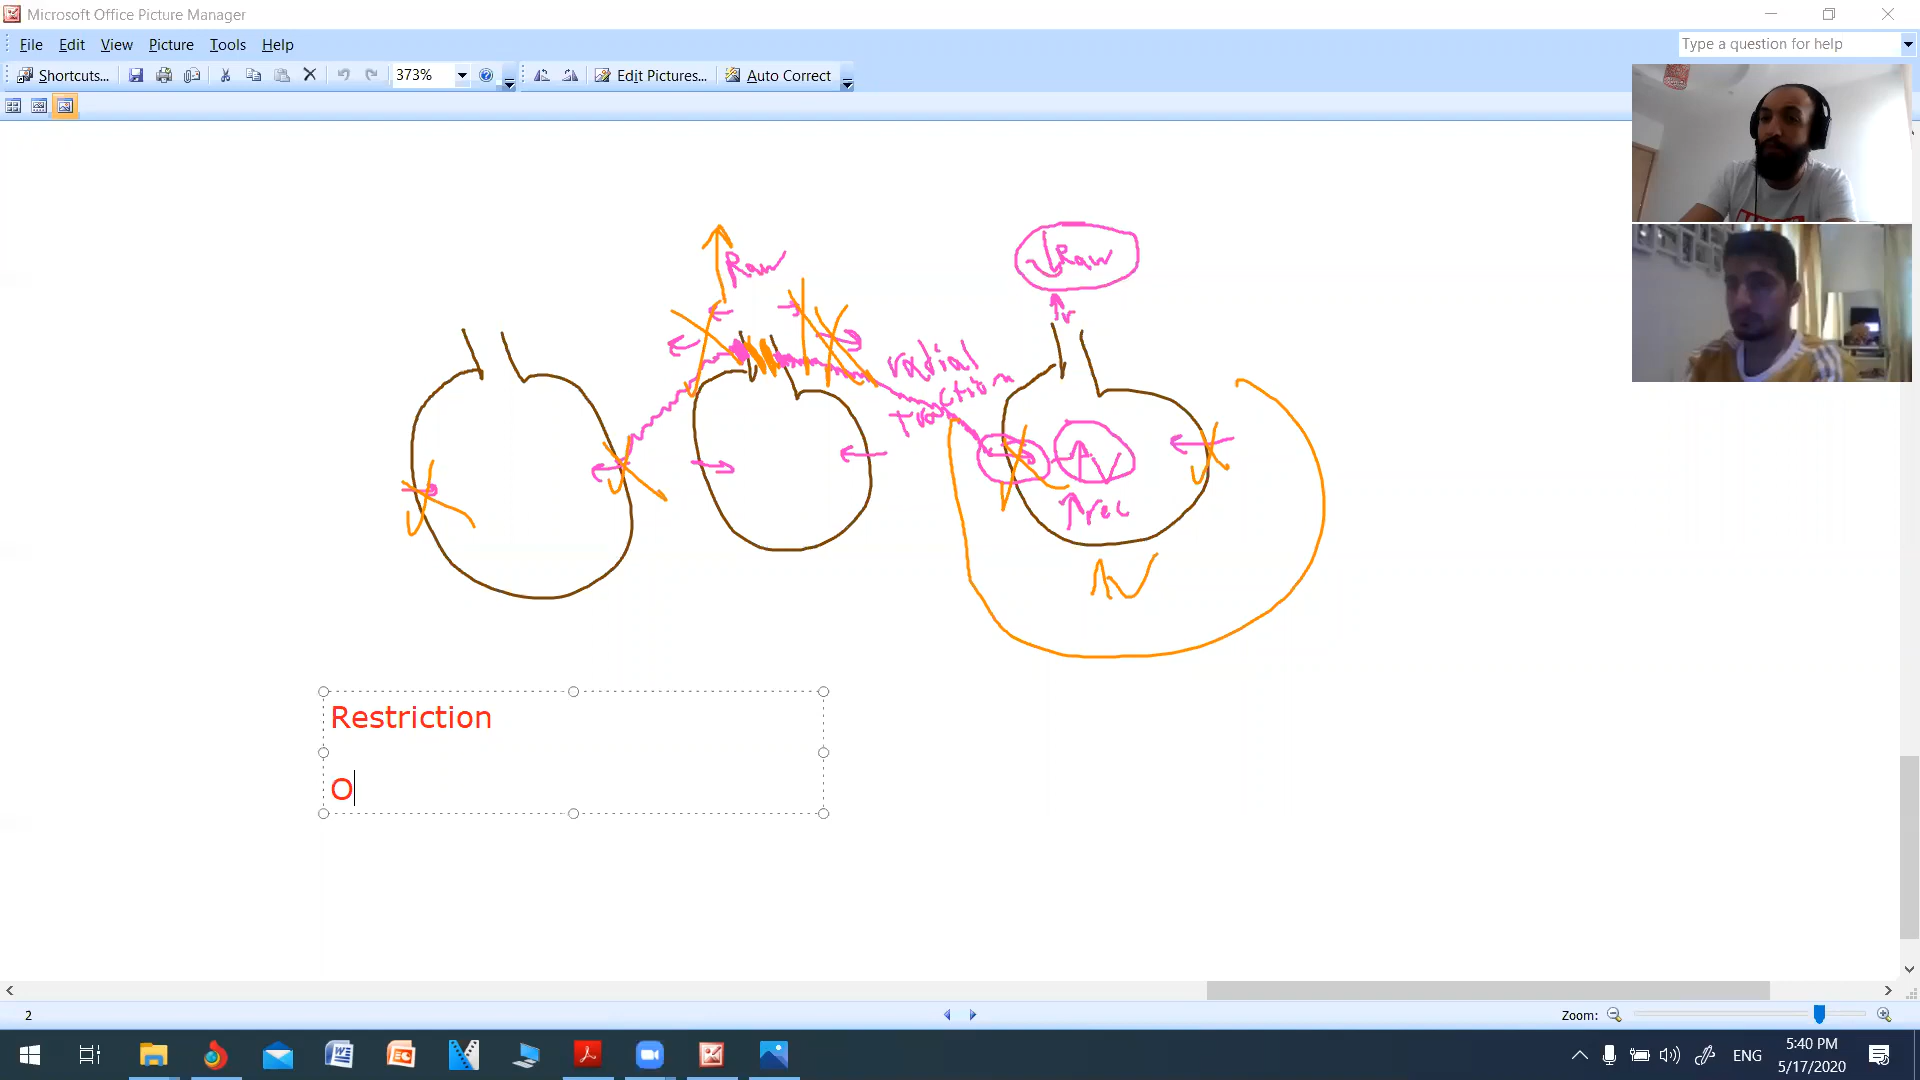 Microsoft Office Picture Manager
File Edit View Picture Tools Help
Type a question for help
Shortcuts... 373% Edit Pictures... Auto Correct
Raw
↓Raw
r
radial
traction
↑V
↑rec
↑V
Restriction
O
2
Zoom:
ENG
5:40 PM
5/17/2020